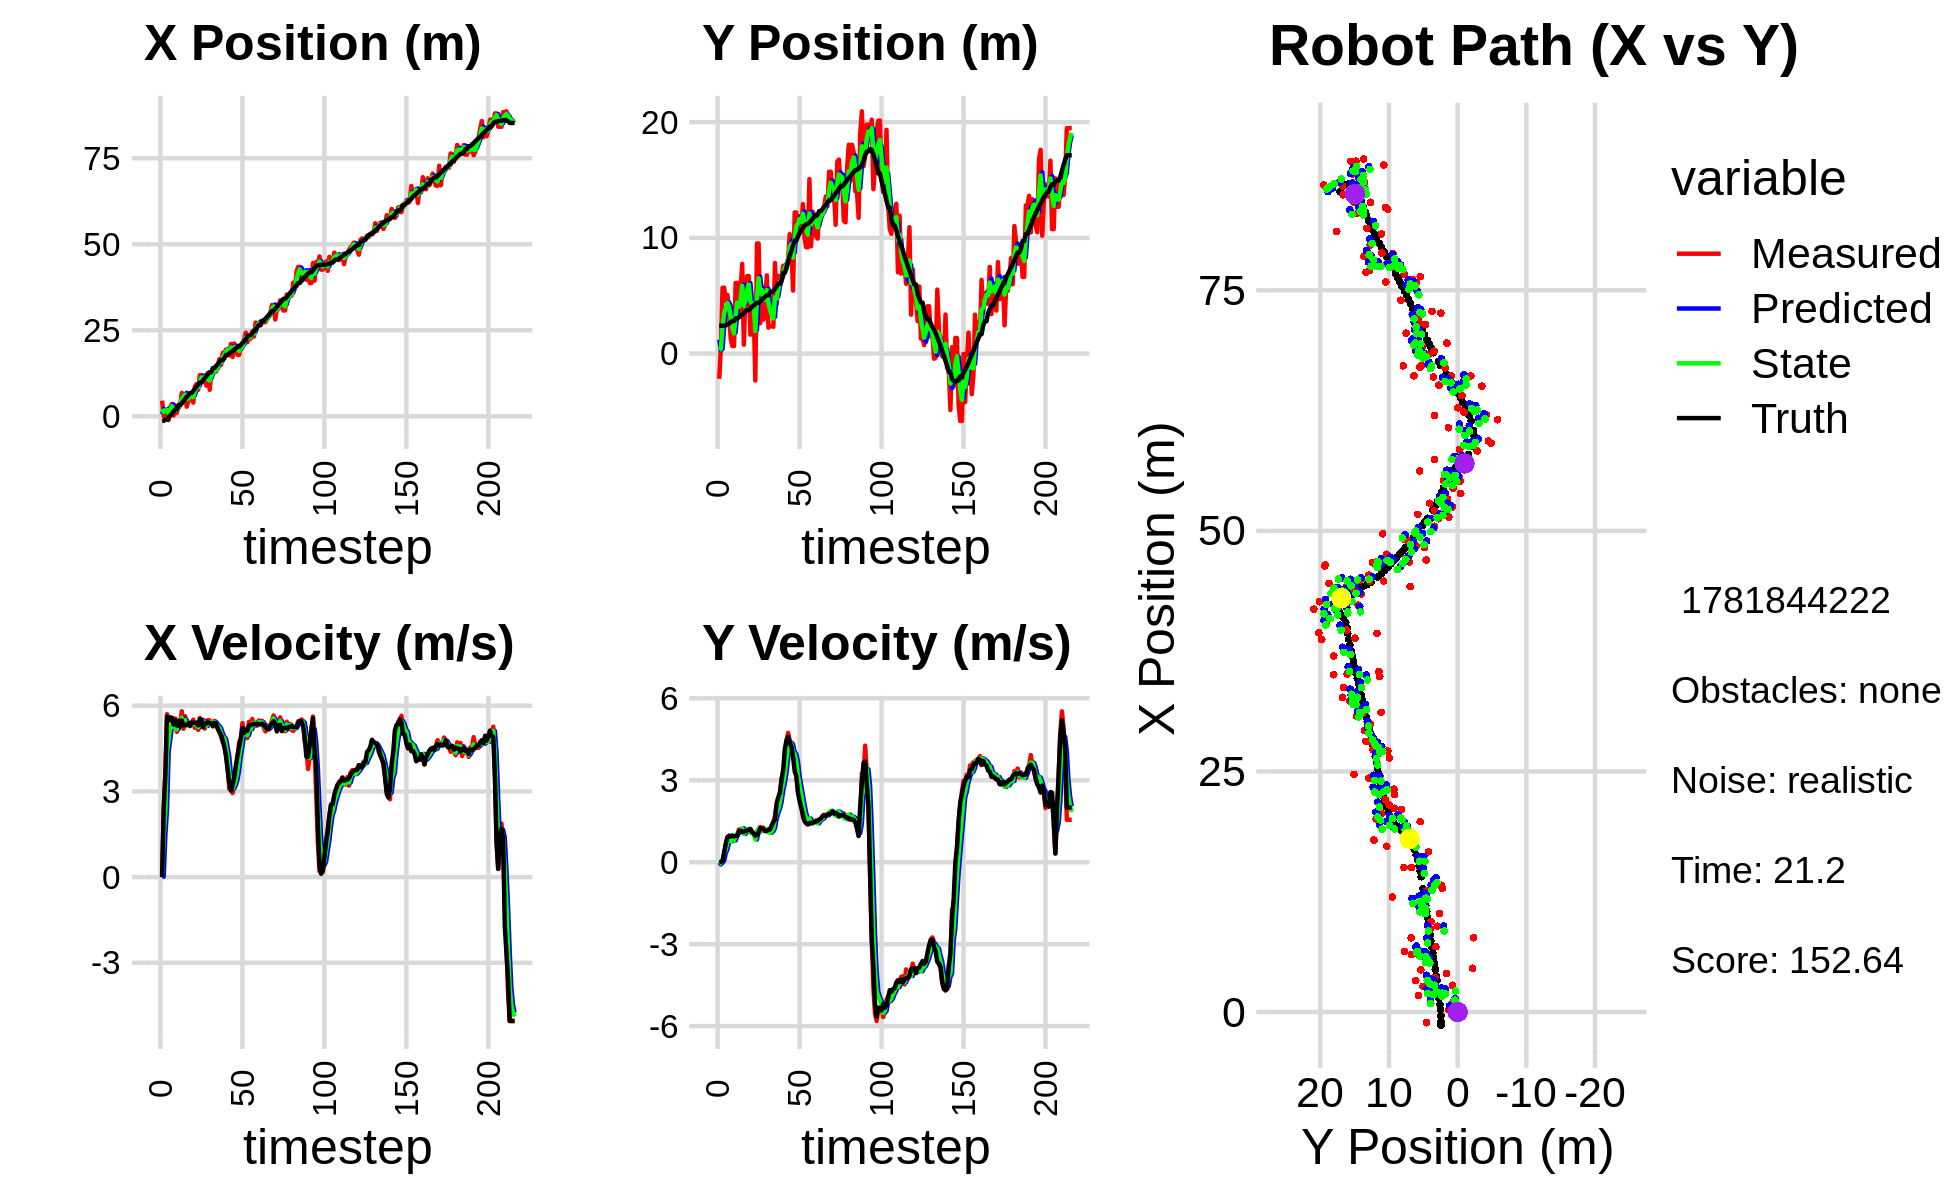 X Position (m)
75
50
25
0
0 50 100 150 200
timestep
Y Position (m)
20
10
0
0 50 100 150 200
timestep
X Velocity (m/s)
6
3
0
-3
0 50 100 150 200
timestep
Y Velocity (m/s)
6
3
0
-3
-6
0 50 100 150 200
timestep
Robot Path (X vs Y)
X Position (m)
75
50
25
0
20 10 0 -10 -20
Y Position (m)
variable
Measured
Predicted
State
Truth
1781844222
Obstacles: none
Noise: realistic
Time: 21.2
Score: 152.64